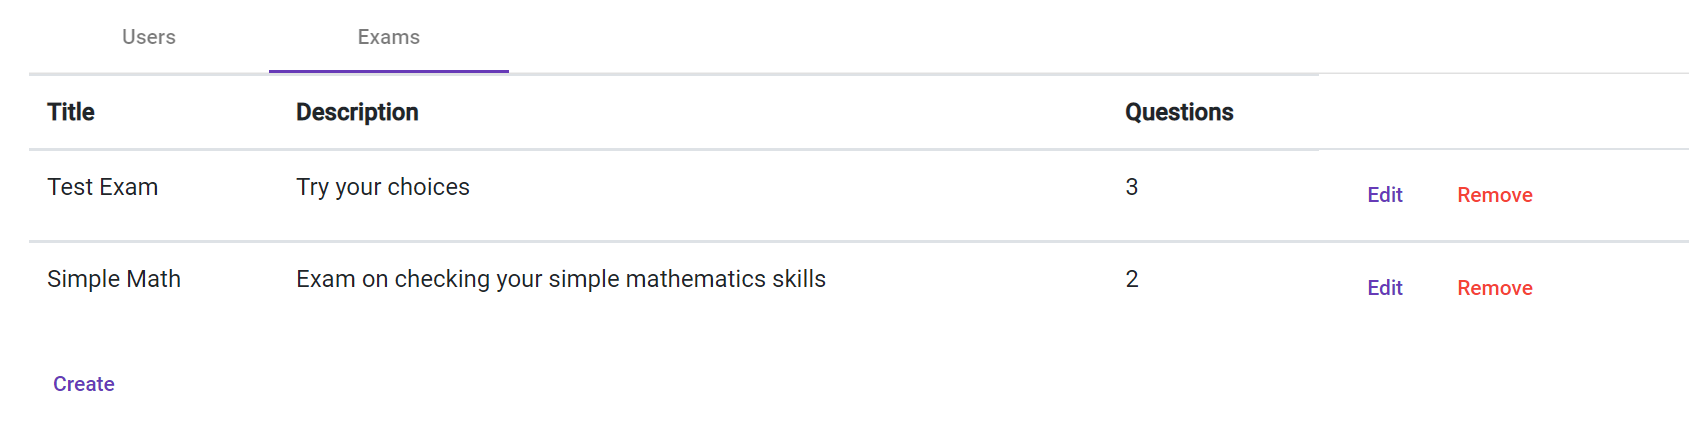 Users Exams
Title Description Questions
Test Exam Try your choices 3 Edit Remove
Simple Math Exam on checking your simple mathematics skills 2 Edit Remove
Create